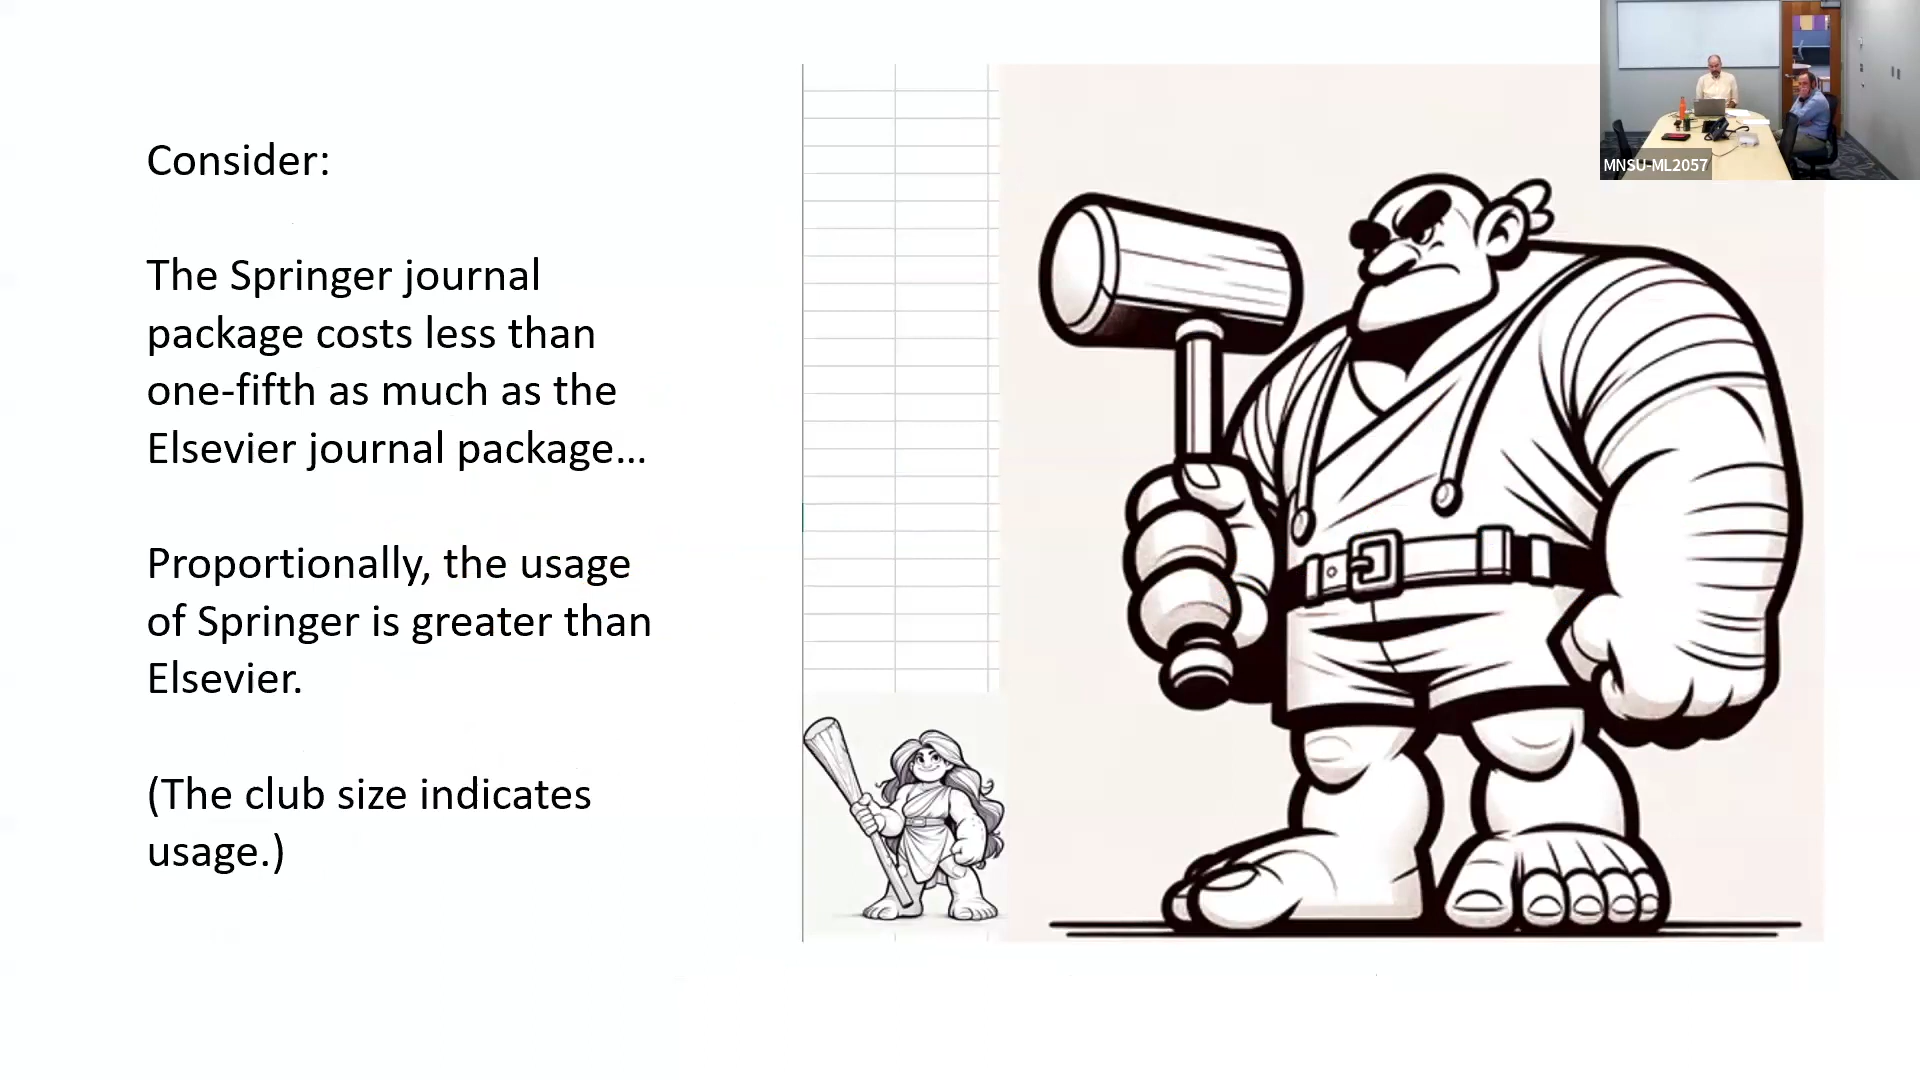 Consider:
The Springer journal
package costs less than
one-fifth as much as the
Elsevier journal package...
Proportionally, the usage
of Springer is greater than
Elsevier.
(The club size indicates
usage.)
MNSU-ML2057